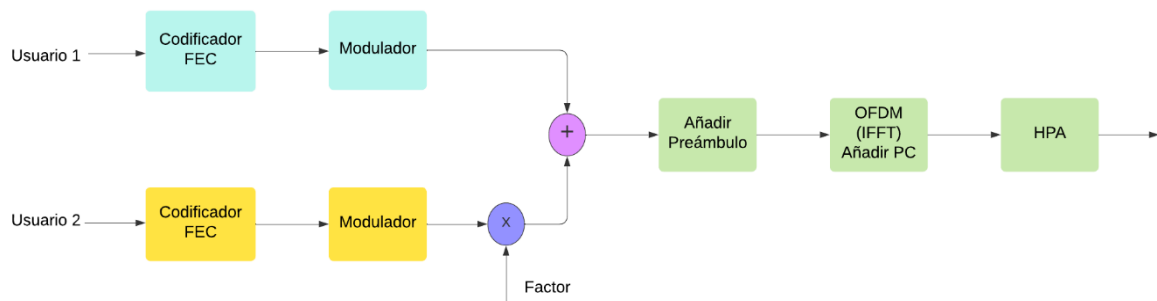 Usuario 1
Codificador
FEC
Modulador
+
Añadir
Preámbulo
OFDM
(IFFT)
Añadir PC
HPA
Usuario 2
Codificador
FEC
Modulador
x
Factor